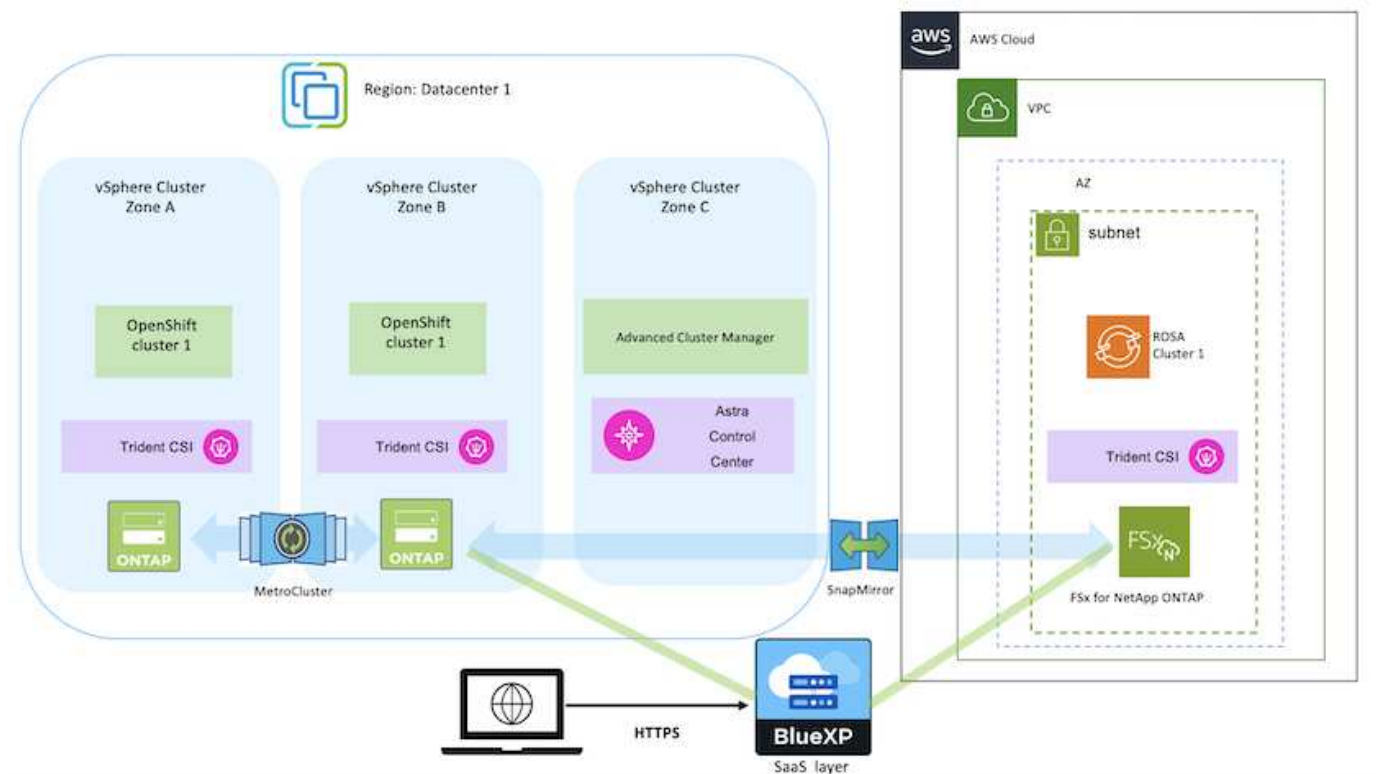 Region: Datacenter 1
vSphere Cluster
Zone A
vSphere Cluster
Zone B
vSphere Cluster
Zone C
OpenShift
cluster 1
OpenShift
cluster 1
Advanced Cluster Manager
Trident CSI
Trident CSI
Astra
Control
Center
ONTAP
ONTAP
MetroCluster
SnapMirror
aws
AWS Cloud
VPC
AZ
subnet
ROSA
Cluster 1
Trident CSI
FSx
N
FSx for NetApp ONTAP
HTTPS
BlueXP
SaaS layer